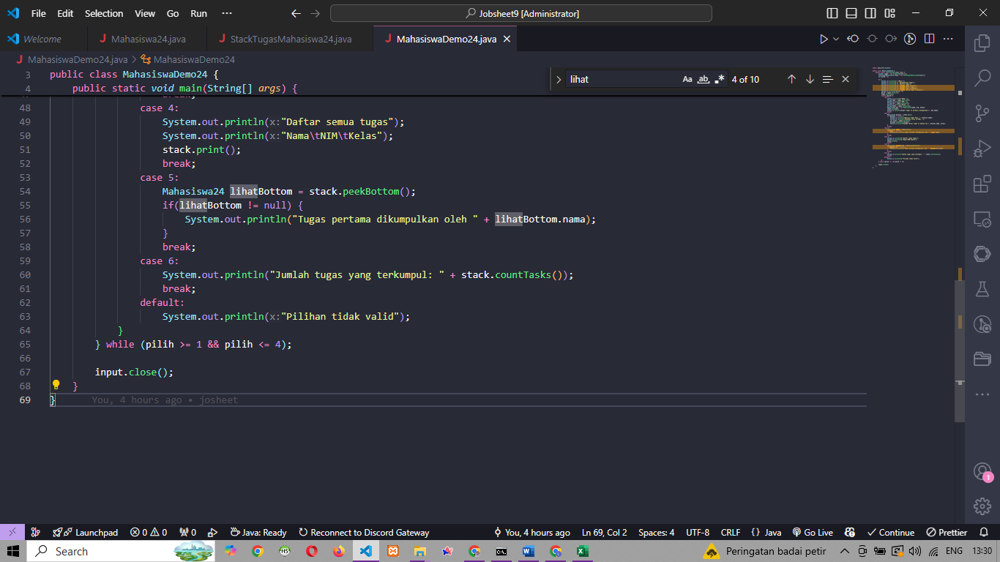 File Edit Selection View Go Run ··· Jobsheet9 [Administrator]
Welcome J Mahasiswa24.java J StackTugasMahasiswa24.java J MahasiswaDemo24.java
J MahasiswaDemo24.java > MahasiswaDemo24
lihat Aa ab .* 4 of 10
3 public class MahasiswaDemo24 {
4 public static void main(String[] args) {
48 case 4:
49 System.out.println(x:"Daftar semua tugas");
50 System.out.println(x:"Nama\tNIM\tKelas");
51 stack.print();
52 break;
53 case 5:
54 Mahasiswa24 lihatBottom = stack.peekBottom();
55 if(lihatBottom != null) {
56 System.out.println("Tugas pertama dikumpulkan oleh " + lihatBottom.nama);
57 }
58 break;
59 case 6:
60 System.out.println("Jumlah tugas yang terkumpul: " + stack.countTasks());
61 break;
62 default:
63 System.out.println(x:"Pilihan tidak valid");
64 }
65 } while (pilih >= 1 && pilih <= 4);
66
67 input.close();
68 }
69 } You, 4 hours ago • josheet
1
Launchpad 0 0 0 Java: Ready Reconnect to Discord Gateway You, 4 hours ago Ln 69, Col 2 Spaces: 4 UTF-8 CRLF {} Java Go Live Continue Prettier
Search Peringatan badai petir ENG 13:30